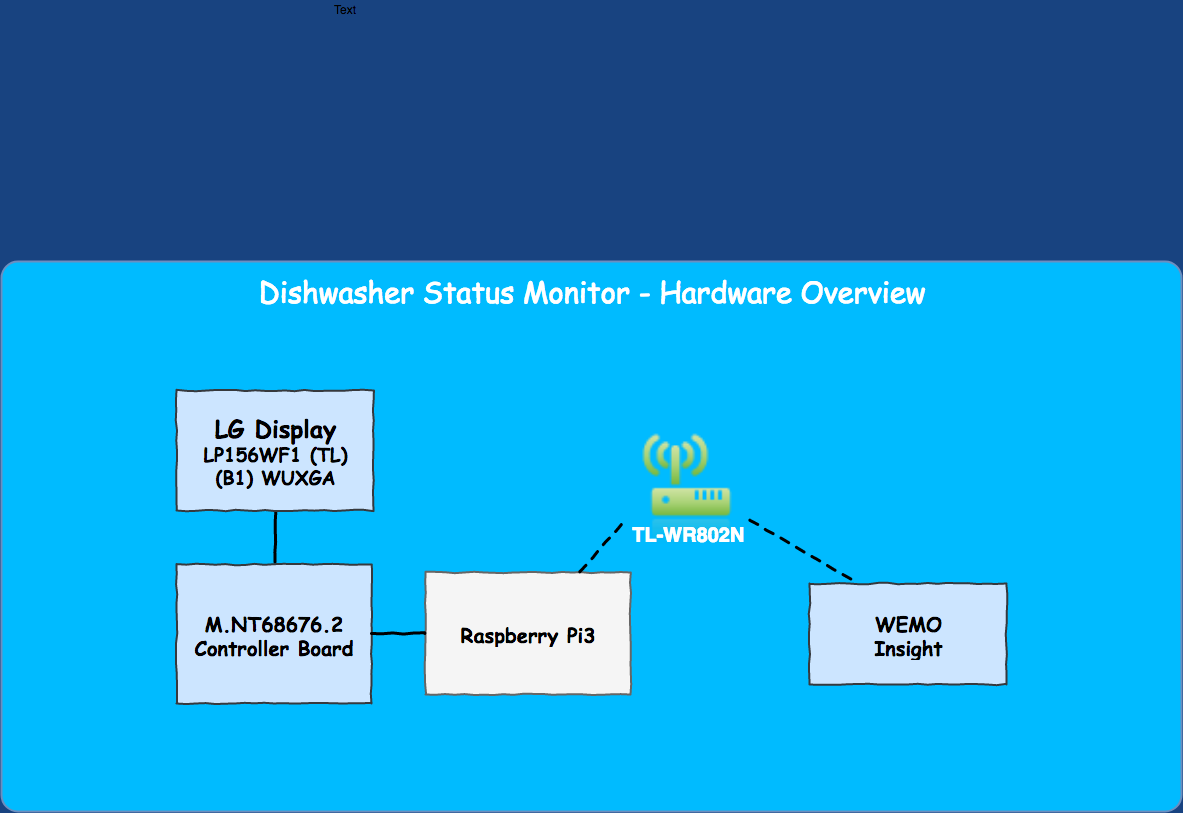 Text
Dishwasher Status Monitor - Hardware Overview
LG Display
LP156WF1 (TL)
(B1) WUXGA
TL-WR802N
M.NT68676.2
Controller Board
Raspberry Pi3
WEMO
Insight